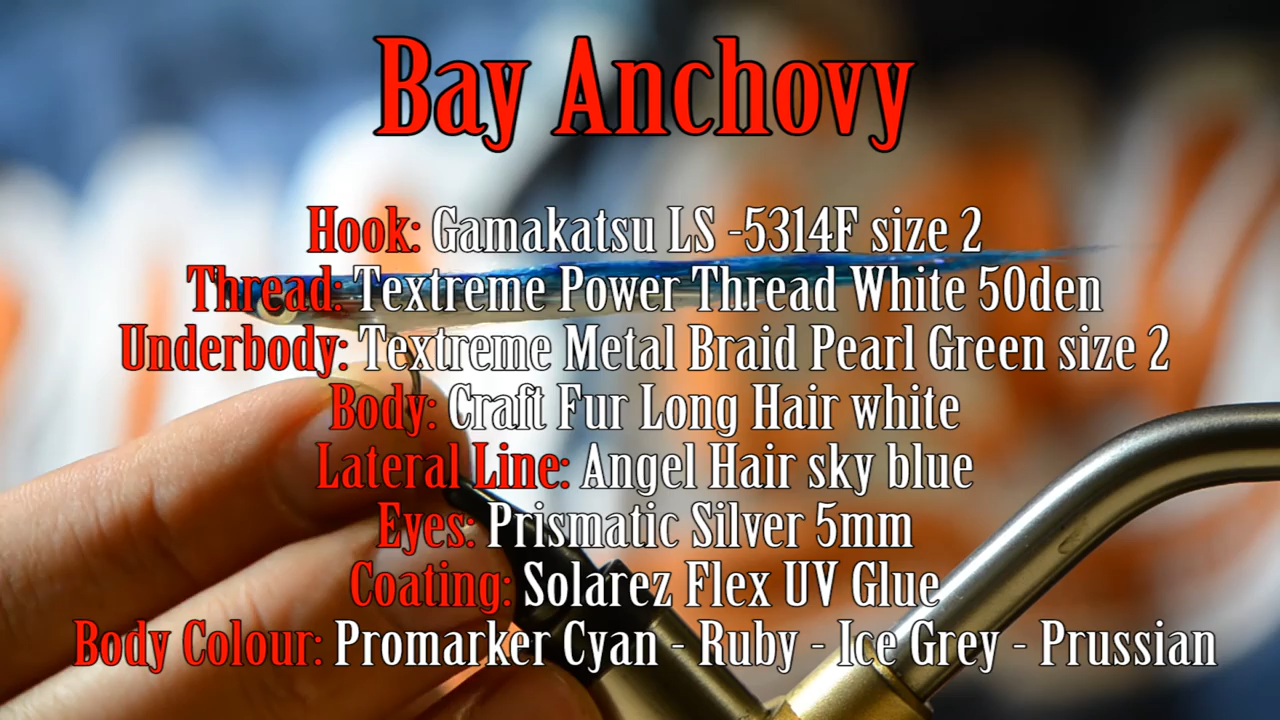 Bay Anchovy
Hook: Gamakatsu LS -5314F size 2
Thread: Textreme Power Thread White 50den
Underbody: Textreme Metal Braid Pearl Green size 2
Body: Craft Fur Long Hair white
Lateral Line: Angel Hair sky blue
Eyes: Prismatic Silver 5mm
Coating: Solarez Flex UV Glue
Body Colour: Promarker Cyan - Ruby - Ice Grey - Prussian